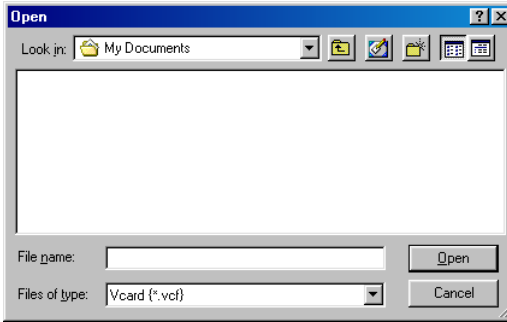 Open
Look in: My Documents
File name: Open
Files of type: Vcard {*.vcf} Cancel